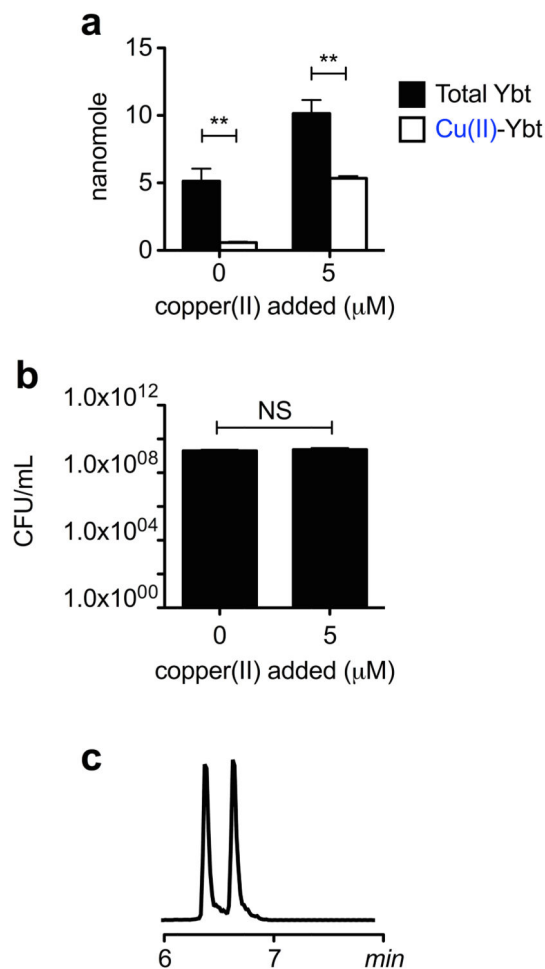 a
15
10
5
0
nanomole
**
**
Total Ybt
Cu(II)-Ybt
0 5
copper(II) added (μM)
b
1.0x10^12
1.0x10^08
1.0x10^04
1.0x10^00
CFU/mL
NS
0 5
copper(II) added (μM)
c
6 7 min